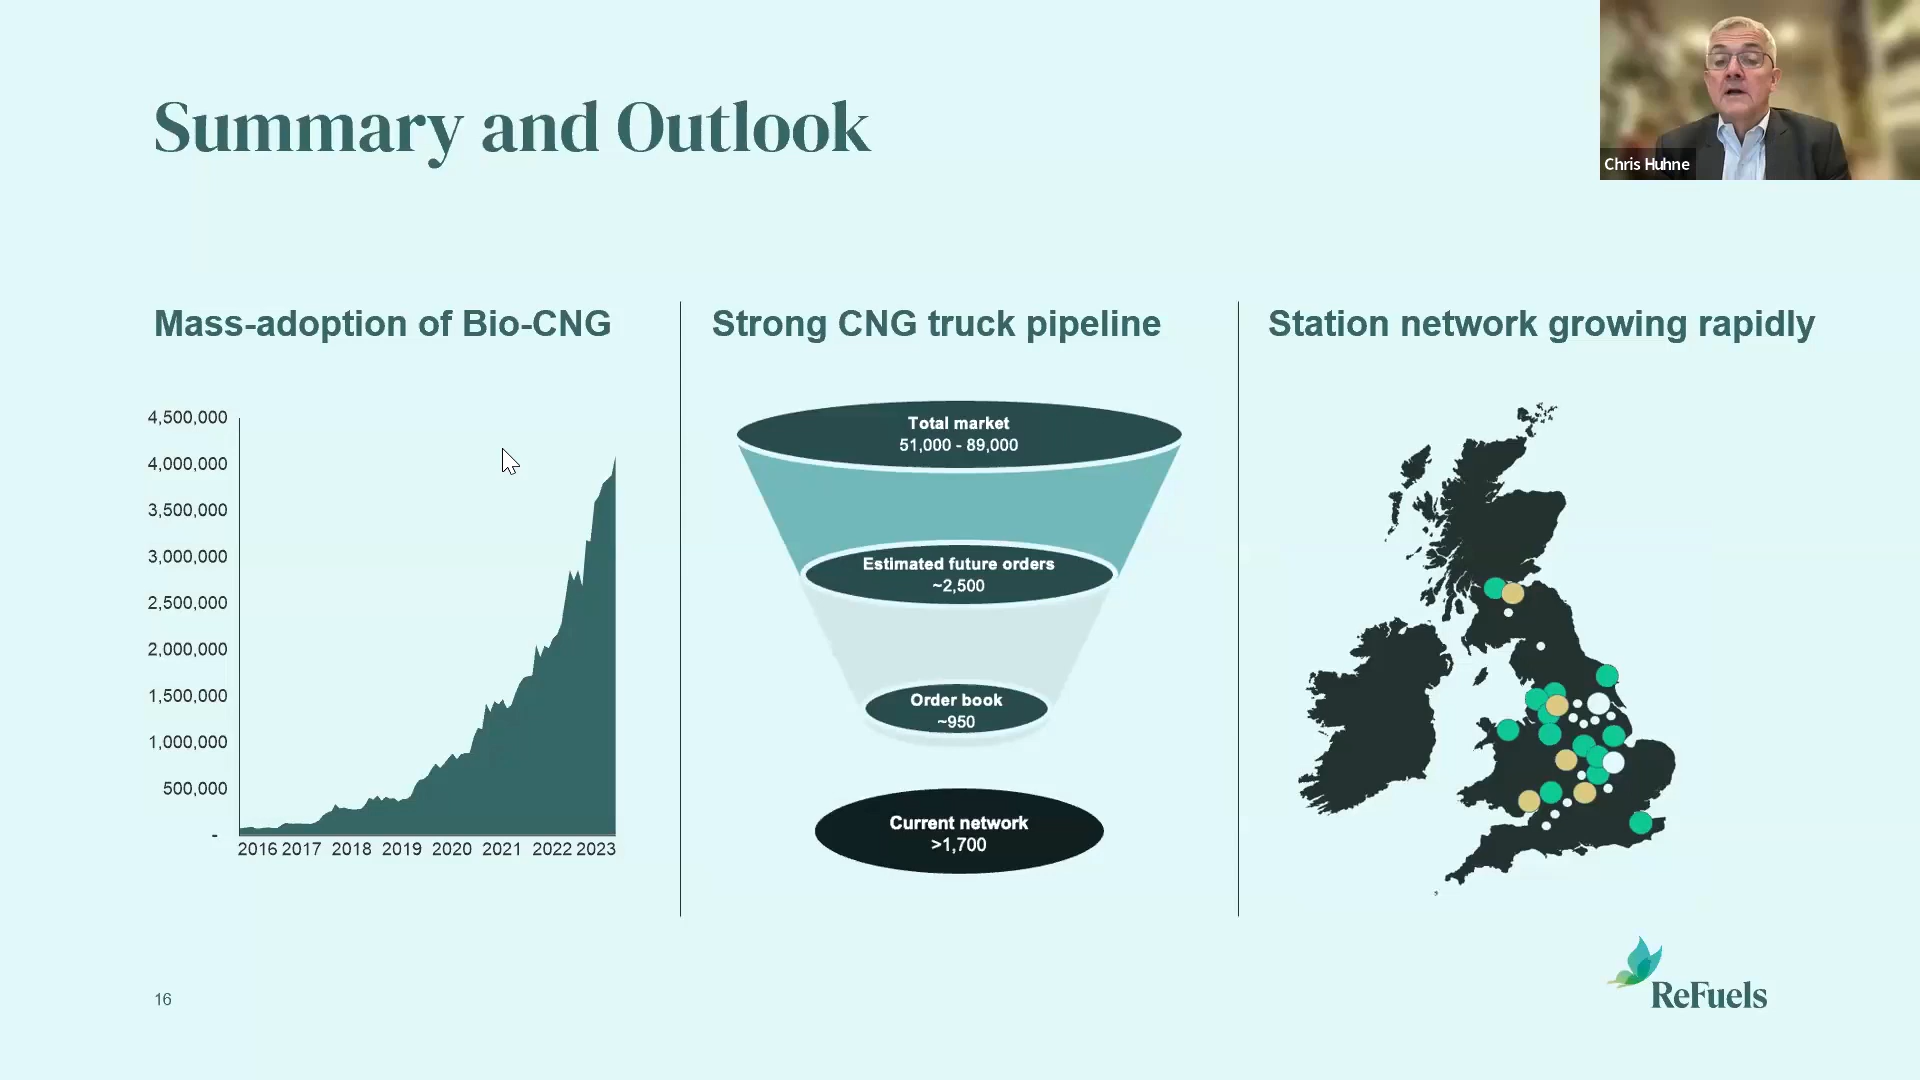 Summary and Outlook
Chris Huhne
Mass-adoption of Bio-CNG
4,500,000
4,000,000
3,500,000
3,000,000
2,500,000
2,000,000
1,500,000
1,000,000
500,000
-
2016 2017 2018 2019 2020 2021 2022 2023
Strong CNG truck pipeline
Total market
51,000 - 89,000
Estimated future orders
~2,500
Order book
~950
Current network
>1,700
Station network growing rapidly
16
ReFuels